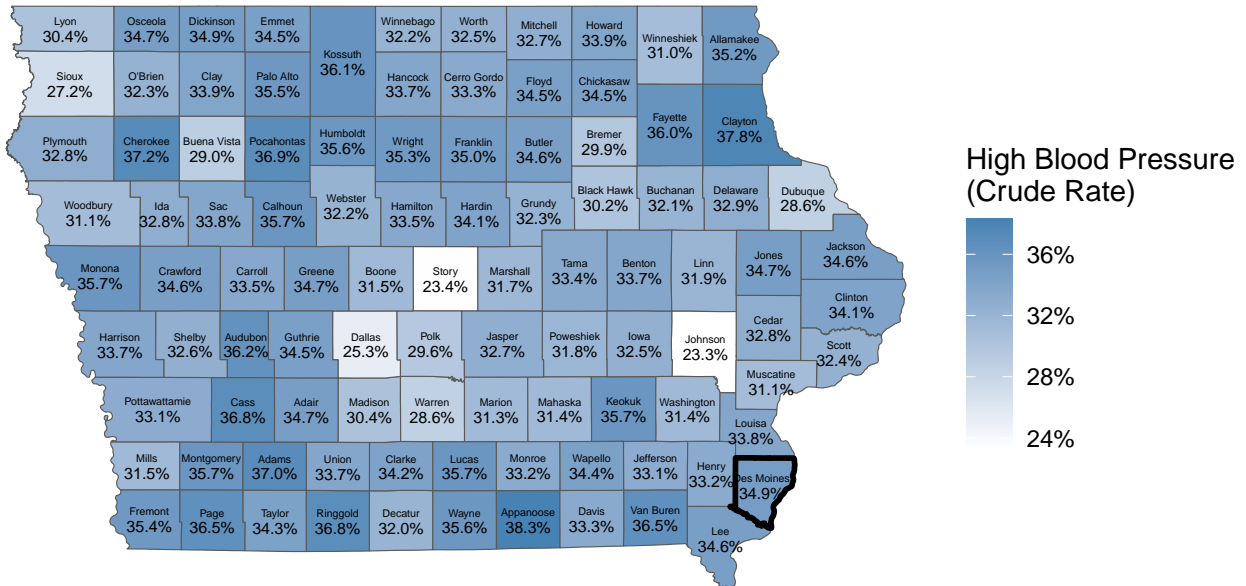 Lyon
30.4%
Osceola
34.7%
Dickinson
34.9%
Emmet
34.5%
Kossuth
36.1%
Winnebago
32.2%
Worth
32.5%
Mitchell
32.7%
Howard
33.9%
Winneshiek
31.0%
Allamakee
35.2%
Sioux
27.2%
O'Brien
32.3%
Clay
33.9%
Palo Alto
35.5%
Hancock
33.7%
Cerro Gordo
33.3%
Floyd
34.5%
Chickasaw
34.5%
Fayette
36.0%
Clayton
37.8%
Plymouth
32.8%
Cherokee
37.2%
Buena Vista
29.0%
Pocahontas
36.9%
Humboldt
35.6%
Wright
35.3%
Franklin
35.0%
Butler
34.6%
Bremer
29.9%
Woodbury
31.1%
Ida
32.8%
Sac
33.8%
Calhoun
35.7%
Webster
32.2%
Hamilton
33.5%
Hardin
34.1%
Grundy
32.3%
Black Hawk
30.2%
Buchanan
32.1%
Delaware
32.9%
Dubuque
28.6%
Monona
35.7%
Crawford
34.6%
Carroll
33.5%
Greene
34.7%
Boone
31.5%
Story
23.4%
Marshall
31.7%
Tama
33.4%
Benton
33.7%
Linn
31.9%
Jones
34.7%
Jackson
34.6%
Clinton
34.1%
Harrison
33.7%
Shelby
32.6%
Audubon
36.2%
Guthrie
34.5%
Dallas
25.3%
Polk
29.6%
Jasper
32.7%
Poweshiek
31.8%
Iowa
32.5%
Johnson
23.3%
Cedar
32.8%
Scott
32.4%
Muscatine
31.1%
Pottawattamie
33.1%
Cass
36.8%
Adair
34.7%
Madison
30.4%
Warren
28.6%
Marion
31.3%
Mahaska
31.4%
Keokuk
35.7%
Washington
31.4%
Louisa
33.8%
Mills
31.5%
Montgomery
35.7%
Adams
37.0%
Union
33.7%
Clarke
34.2%
Lucas
35.7%
Monroe
33.2%
Wapello
34.4%
Jefferson
33.1%
Henry
33.2%
Des Moines
34.9%
Fremont
35.4%
Page
36.5%
Taylor
34.3%
Ringgold
36.8%
Decatur
32.0%
Wayne
35.6%
Appanoose
38.3%
Davis
33.3%
Van Buren
36.5%
Lee
34.6%
High Blood Pressure
(Crude Rate)
36%
32%
28%
24%